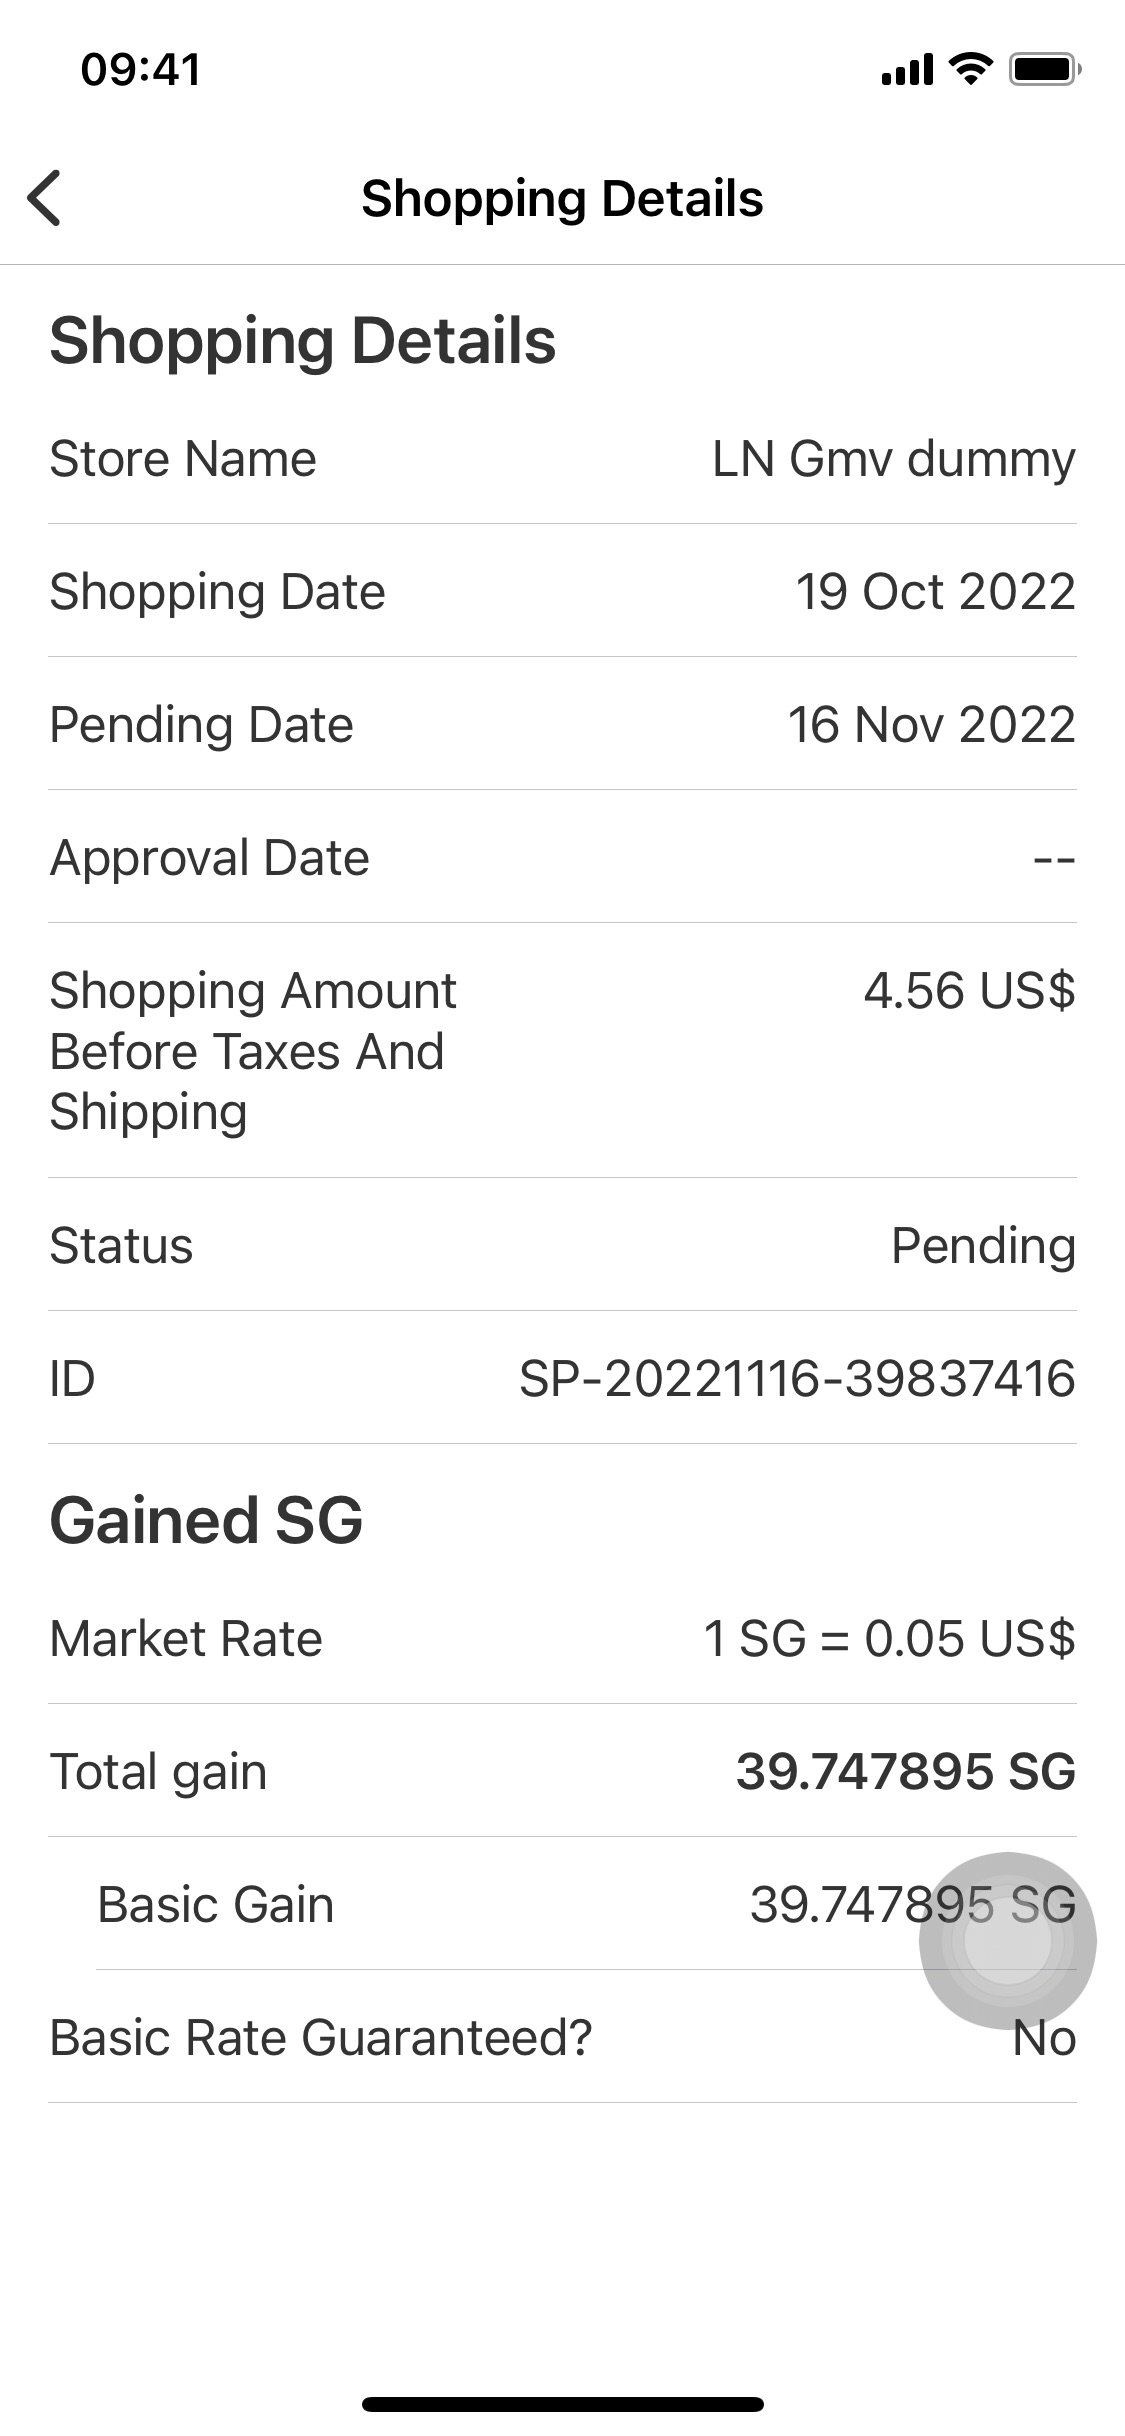 09:41
Shopping Details
Shopping Details
Store Name LN Gmv dummy
Shopping Date 19 Oct 2022
Pending Date 16 Nov 2022
Approval Date --
Shopping Amount 4.56 US$
Before Taxes And
Shipping
Status Pending
ID SP-20221116-39837416
Gained SG
Market Rate 1 SG = 0.05 US$
Total gain 39.747895 SG
Basic Gain 39.747895 SG
Basic Rate Guaranteed? No